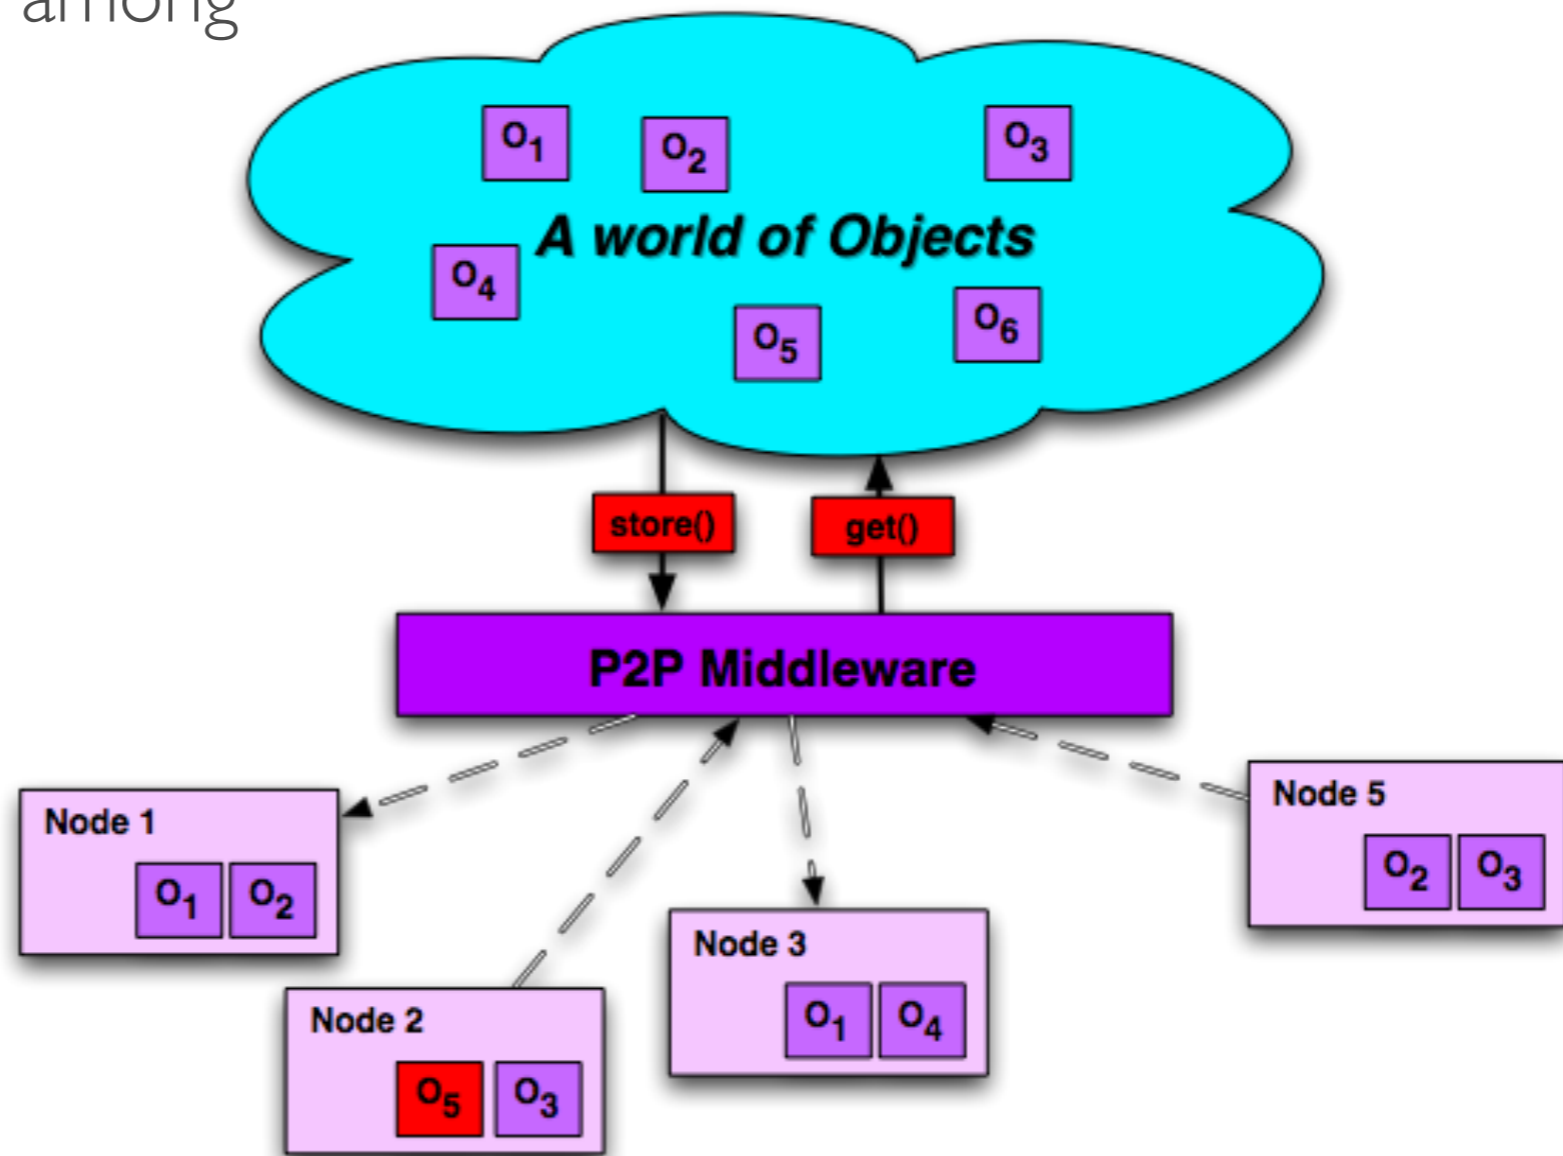 among
O1 O2 O3
A world of Objects
O4
O5 O6
store() get()
P2P Middleware
Node 1
O1 O2
Node 5
O2 O3
Node 3
O1 O4
Node 2
O5 O3